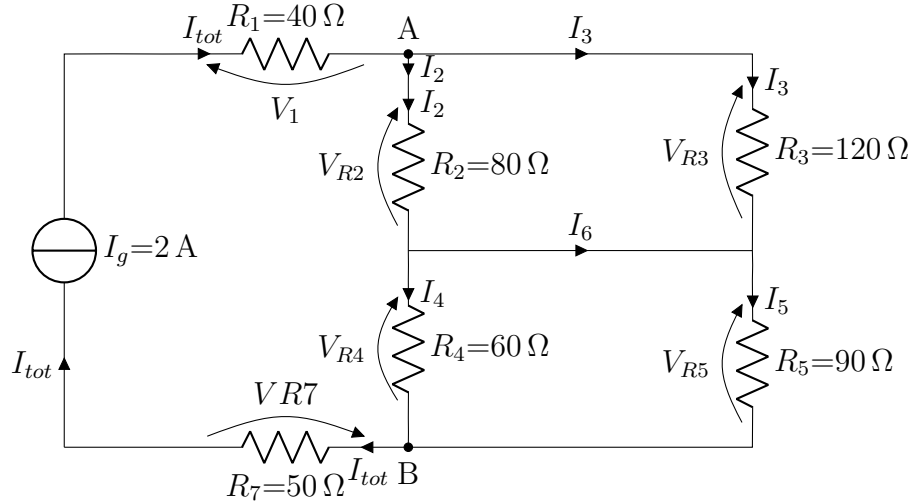 I_tot
R_1=40 Ω
A
I_3
V_1
I_2
I_2
I_3
V_R2
R_2=80 Ω
V_R3
R_3=120 Ω
I_g=2 A
I_6
I_4
I_5
V_R4
R_4=60 Ω
V_R5
R_5=90 Ω
I_tot
VR7
R_7=50 Ω
I_tot
B